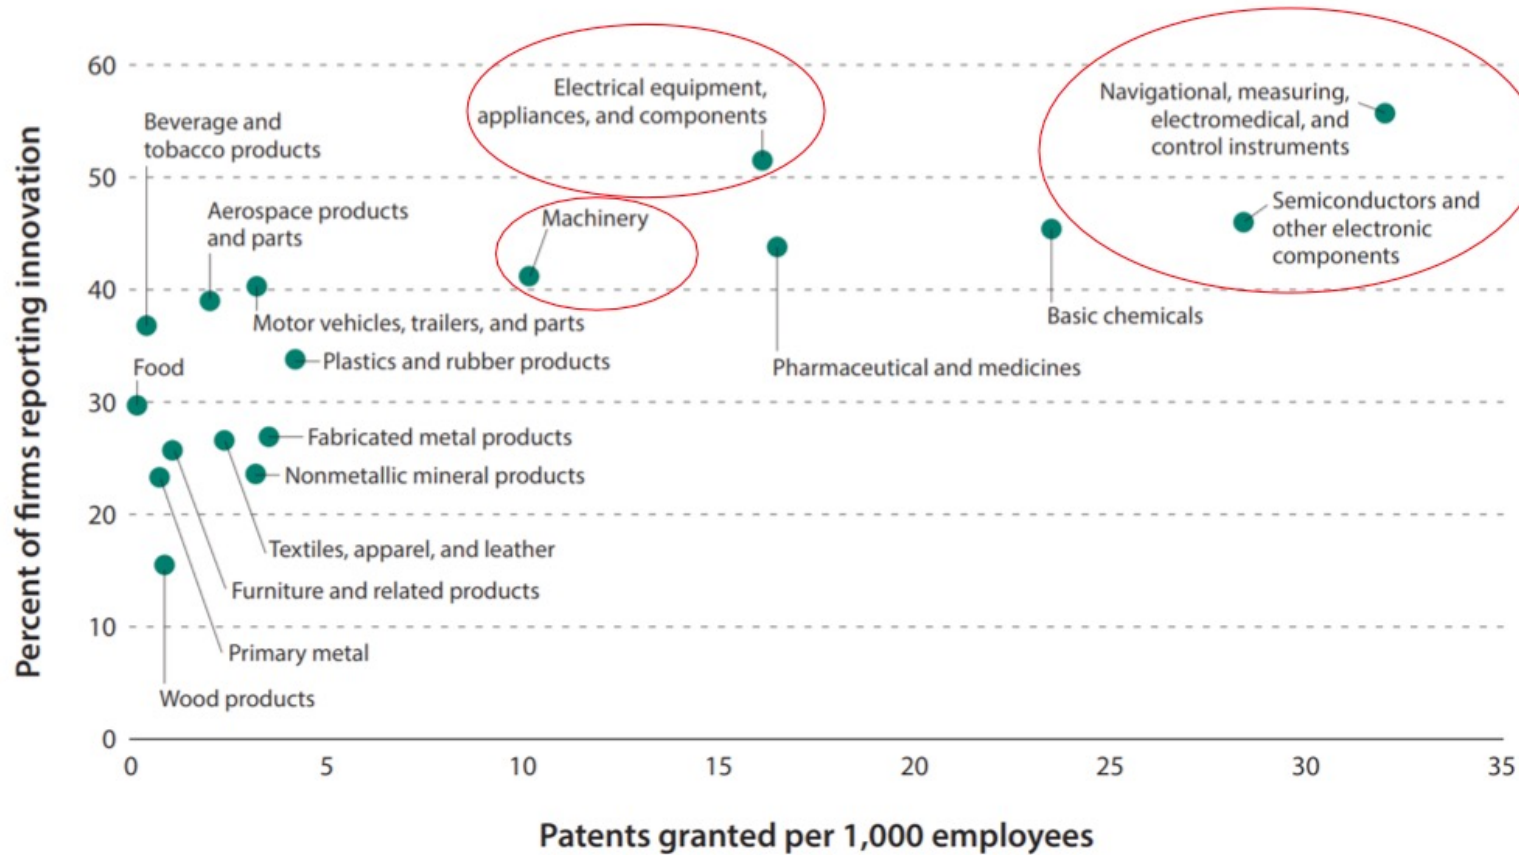 Percent of firms reporting innovation
60
50
40
30
20
10
0
Electrical equipment,
appliances, and components
Navigational, measuring,
electromedical, and
control instruments
Beverage and
tobacco products
Aerospace products
and parts
Machinery
Semiconductors and
other electronic
components
Motor vehicles, trailers, and parts
Basic chemicals
Plastics and rubber products
Pharmaceutical and medicines
Food
Fabricated metal products
Nonmetallic mineral products
Textiles, apparel, and leather
Furniture and related products
Primary metal
Wood products
0 5 10 15 20 25 30 35
Patents granted per 1,000 employees